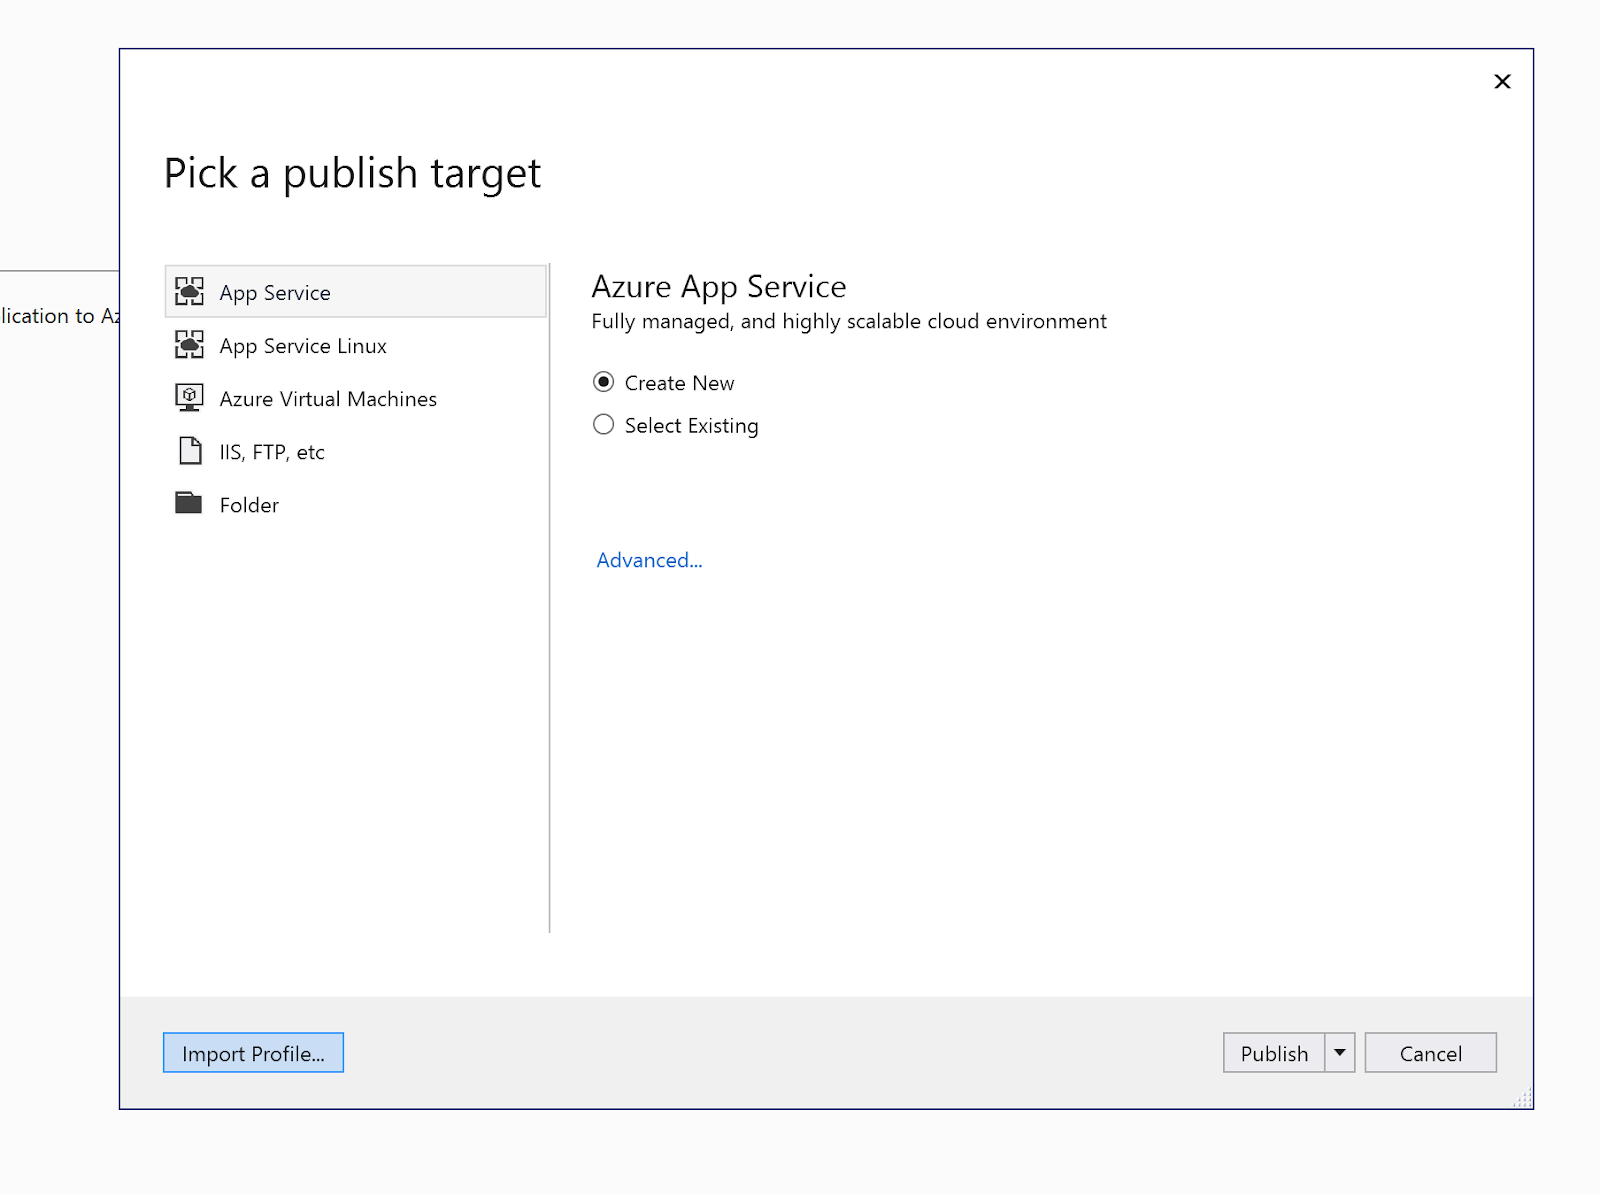 Pick a publish target
lication to Az
App Service
App Service Linux
Azure Virtual Machines
IIS, FTP, etc
Folder
Azure App Service
Fully managed, and highly scalable cloud environment
Create New
Select Existing
Advanced...
Import Profile...
Publish
Cancel